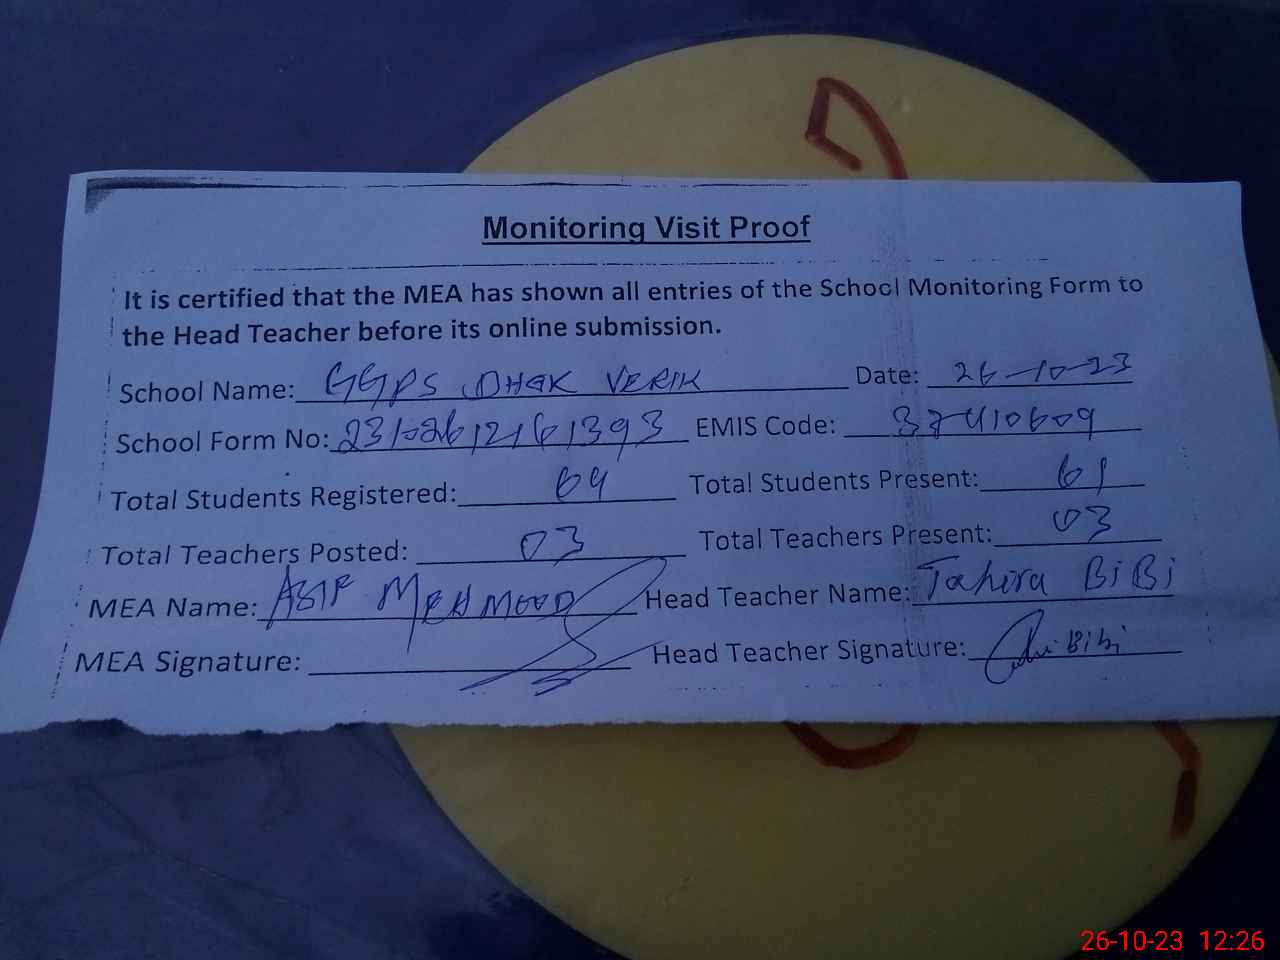 Monitoring Visit Proof
It is certified that the MEA has shown all entries of the School Monitoring Form to
the Head Teacher before its online submission.
School Name: GGPS DHOK VERIK Date: 26-10-23
School Form No: 23102612161393 EMIS Code: 37410609
Total Students Registered: 64 Total Students Present: 61
Total Teachers Posted: 03 Total Teachers Present: 03
MEA Name: ASIF MEHMOOD Head Teacher Name: Tahira BiBi
MEA Signature: Head Teacher Signature: BiBi
26-10-23 12:26